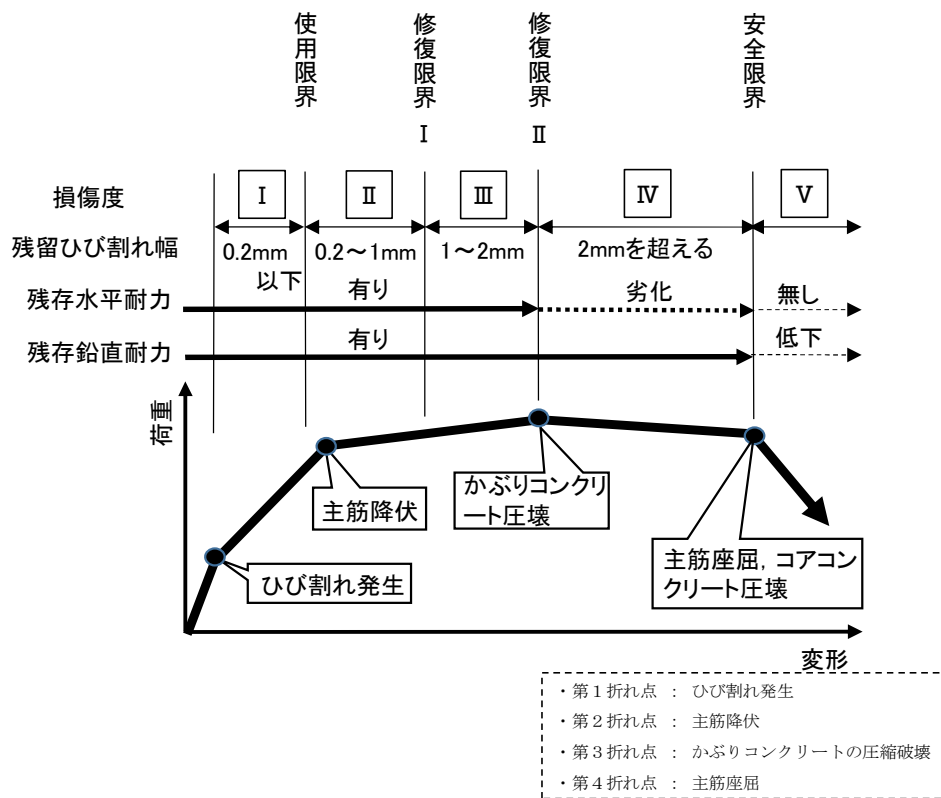 使用限界
修復限界Ⅰ
修復限界Ⅱ
安全限界
損傷度
Ⅰ
Ⅱ
Ⅲ
Ⅳ
Ⅴ
残留ひび割れ幅
0.2mm
以下
0.2～1mm
1～2mm
2mmを超える
残存水平耐力
有り
劣化
無し
残存鉛直耐力
有り
低下
荷重
かぶりコンクリ
ート圧壊
主筋降伏
主筋座屈，コアコン
クリート圧壊
ひび割れ発生
変形
・第１折れ点 ： ひび割れ発生
・第２折れ点 ： 主筋降伏
・第３折れ点 ： かぶりコンクリートの圧縮破壊
・第４折れ点 ： 主筋座屈